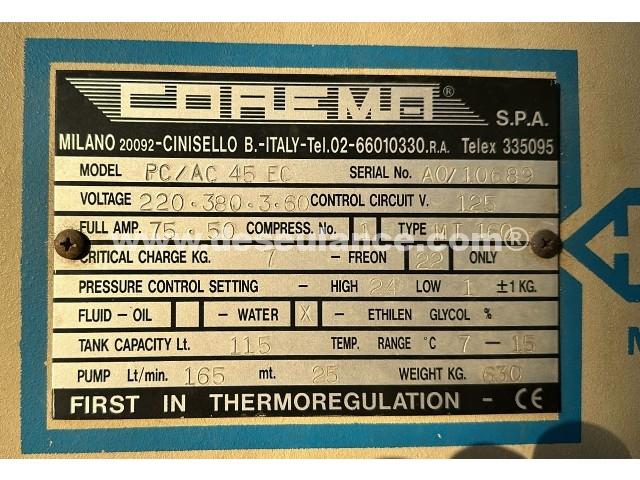 COREMA® S.P.A.
MILANO 20092-CINISELLO B.-ITALY-Tel.02-66010330.R.A. Telex 335095
MODEL PC/AC 45 EC SERIAL No. AO/10689
VOLTAGE 220.380.3.60 CONTROL CIRCUIT V. 125
FULL AMP. 75.50 COMPRESS. No. 1 TYPE MT 160
CRITICAL CHARGE KG. 7 - FREON 22 ONLY
PRESSURE CONTROL SETTING - HIGH 24 LOW 1 ±1 KG.
FLUID - OIL - WATER X - ETHILEN GLYCOL %
TANK CAPACITY Lt. 115 TEMP. RANGE °C 7-15
PUMP Lt/min. 165 mt. 25 WEIGHT KG. 630
FIRST IN THERMOREGULATION - CE